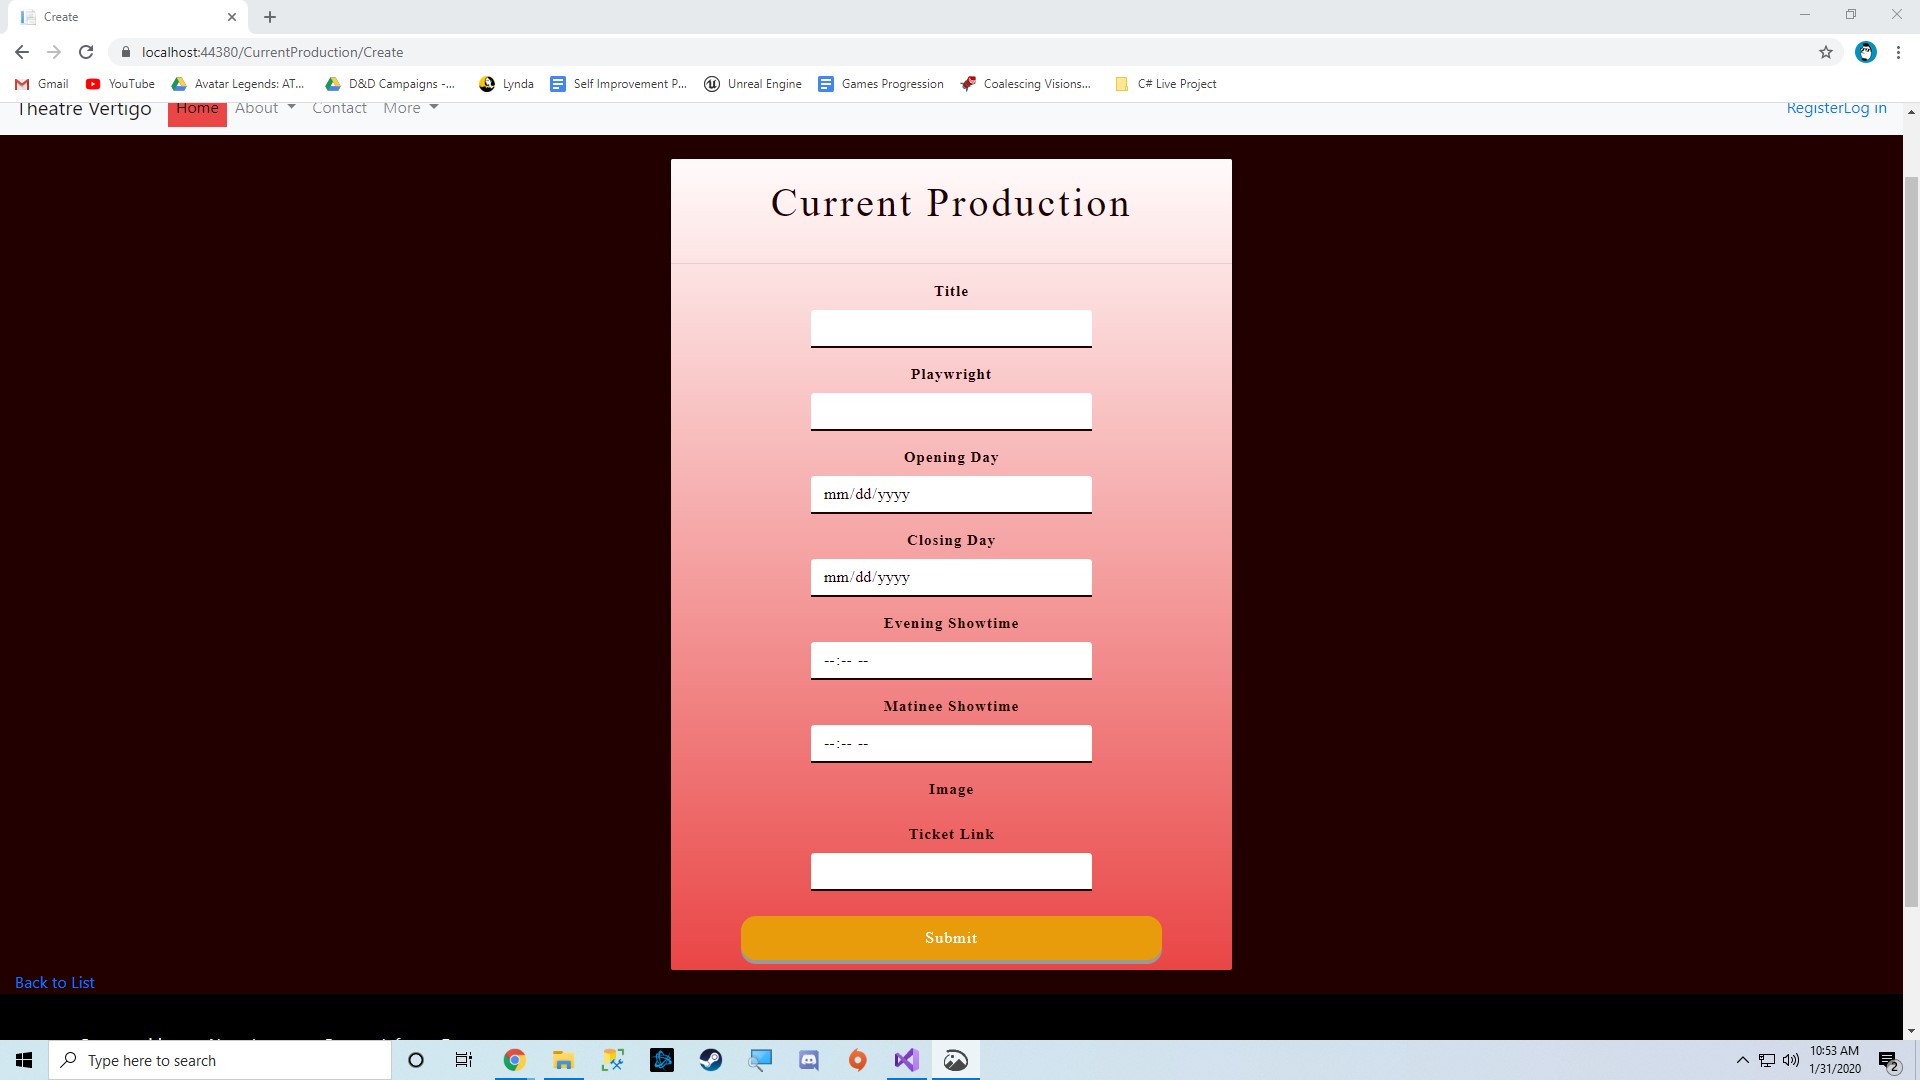 Create
localhost:44380/CurrentProduction/Create
Gmail YouTube Avatar Legends: AT... D&D Campaigns -... Lynda Self Improvement P... Unreal Engine Games Progression Coalescing Visions... C# Live Project
Theatre Vertigo Home About Contact More RegisterLog in
Current Production
Title
Playwright
Opening Day
mm/dd/yyyy
Closing Day
mm/dd/yyyy
Evening Showtime
--:-- --
Matinee Showtime
--:-- --
Image
Ticket Link
Submit
Back to List
Type here to search
10:53 AM
1/31/2020
2